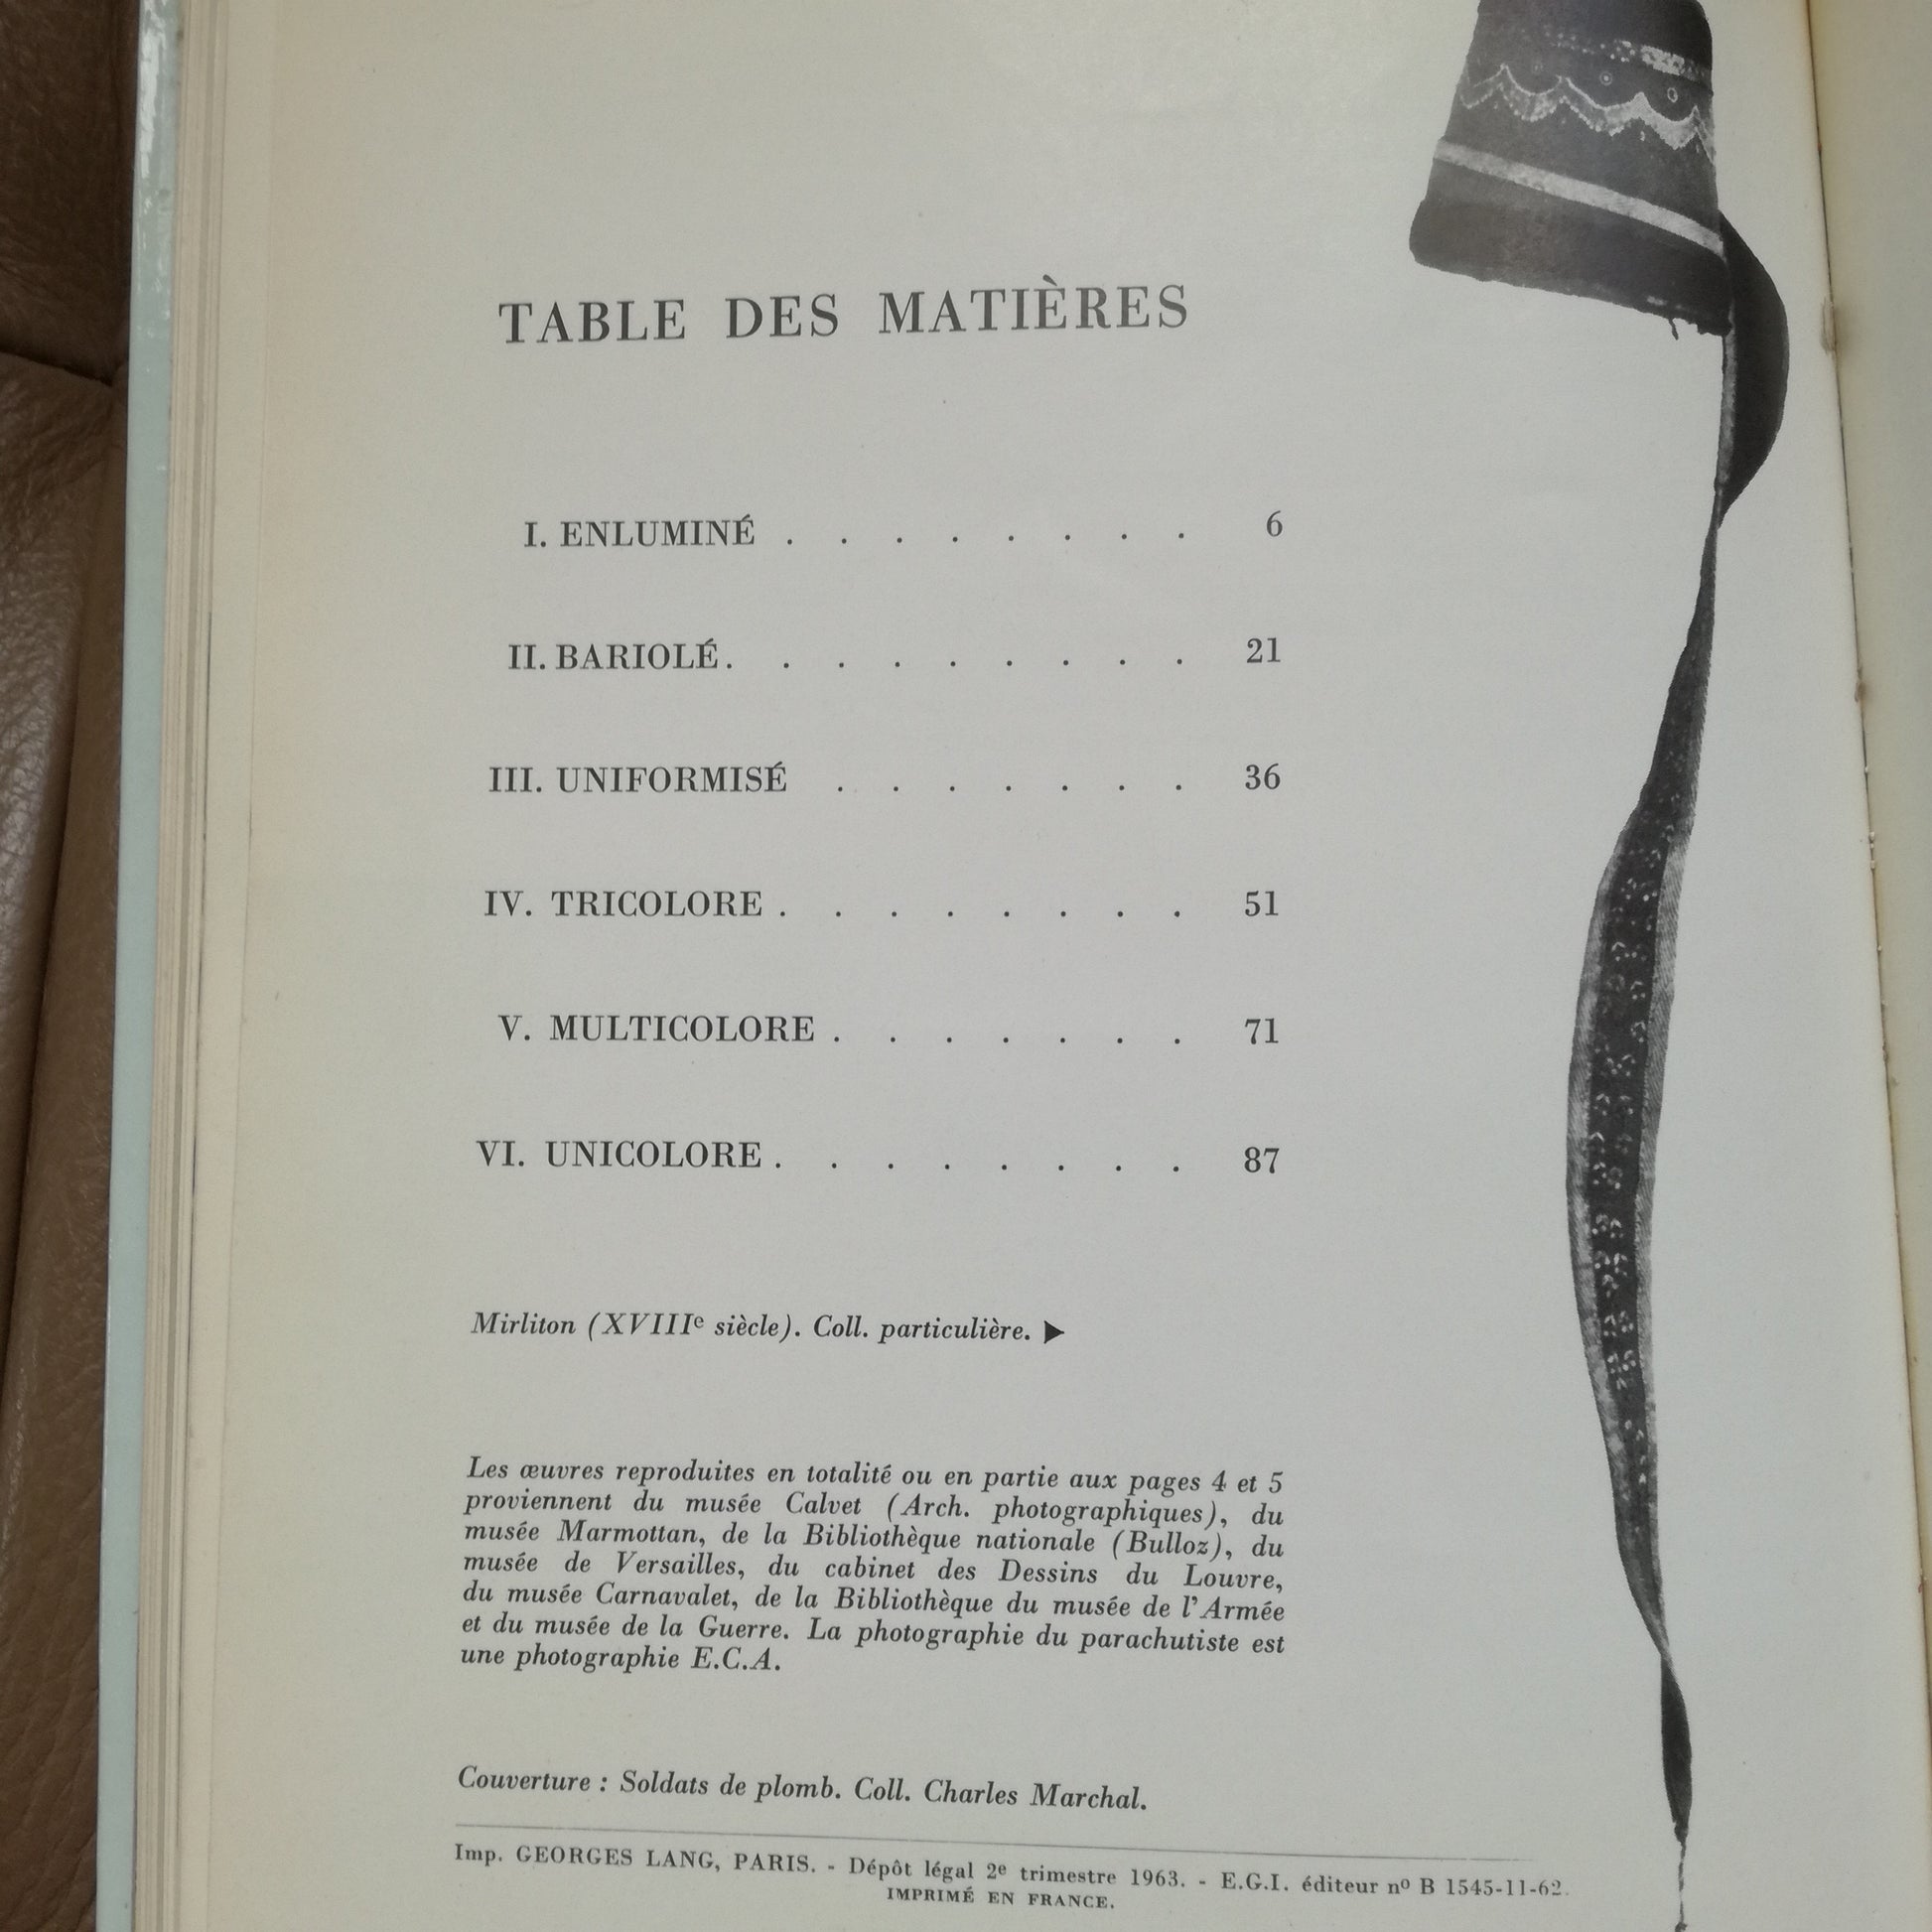 TABLE DES MATIÈRES
I. ENLUMINÉ . . . . . . . . 6
II. BARIOLÉ . . . . . . . . . 21
III. UNIFORMISÉ . . . . . . . 36
IV. TRICOLORE . . . . . . . . 51
V. MULTICOLORE . . . . . . . 71
VI. UNICOLORE . . . . . . . . 87
Mirliton (XVIIIe siècle). Coll. particulière. ▶
Les œuvres reproduites en totalité ou en partie aux pages 4 et 5
proviennent du musée Calvet (Arch. photographiques), du
musée Marmottan, de la Bibliothèque nationale (Bulloz), du
musée de Versailles, du cabinet des Dessins du Louvre,
du musée Carnavalet, de la Bibliothèque du musée de l'Armée
et du musée de la Guerre. La photographie du parachutiste est
une photographie E.C.A.
Couverture : Soldats de plomb. Coll. Charles Marchal.
Imp. GEORGES LANG, PARIS. - Dépôt légal 2e trimestre 1963. - E.G.I. éditeur no B 1545-11-62.
IMPRIMÉ EN FRANCE.